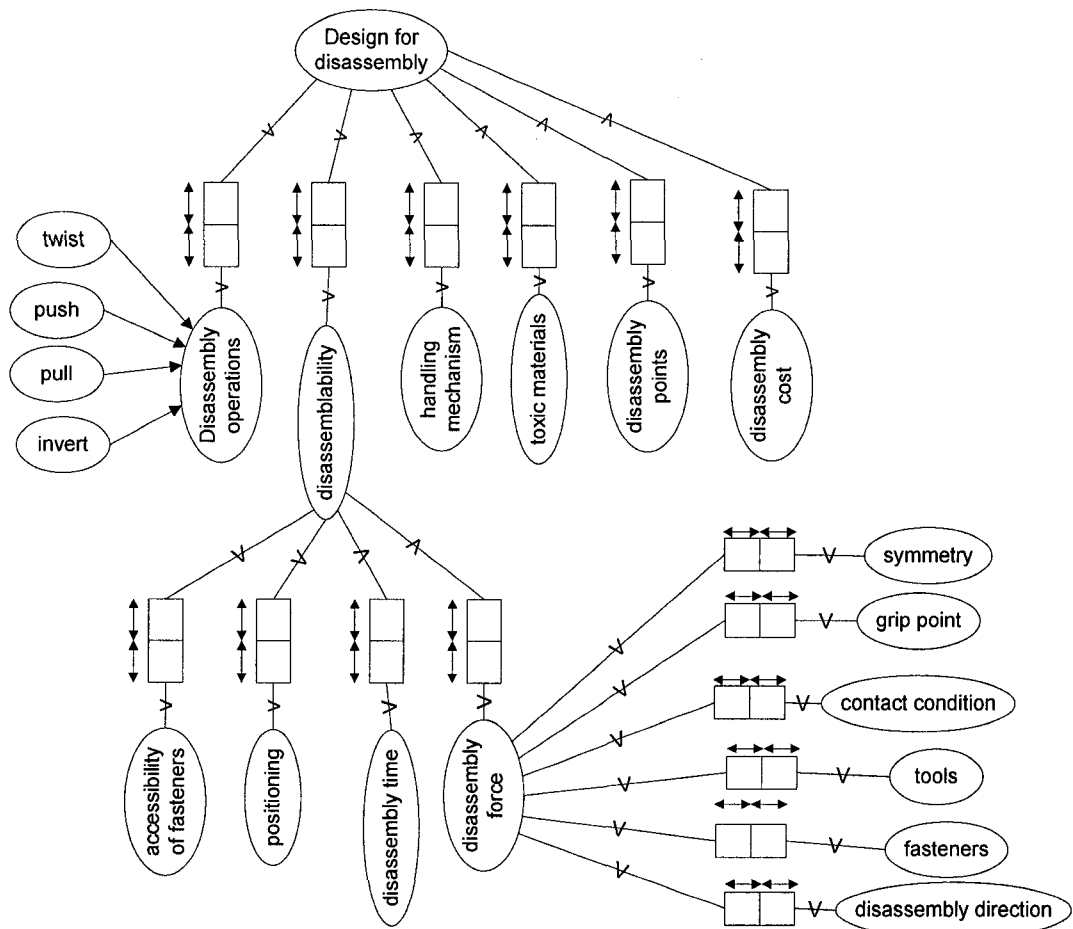 Design for
disassembly
twist
push
pull
invert
Disassembly
operations
disassemblability
handling
mechanism
toxic materials
disassembly
points
disassembly
cost
accessibility
of fasteners
positioning
disassembly time
disassembly
force
symmetry
grip point
contact condition
tools
fasteners
disassembly direction